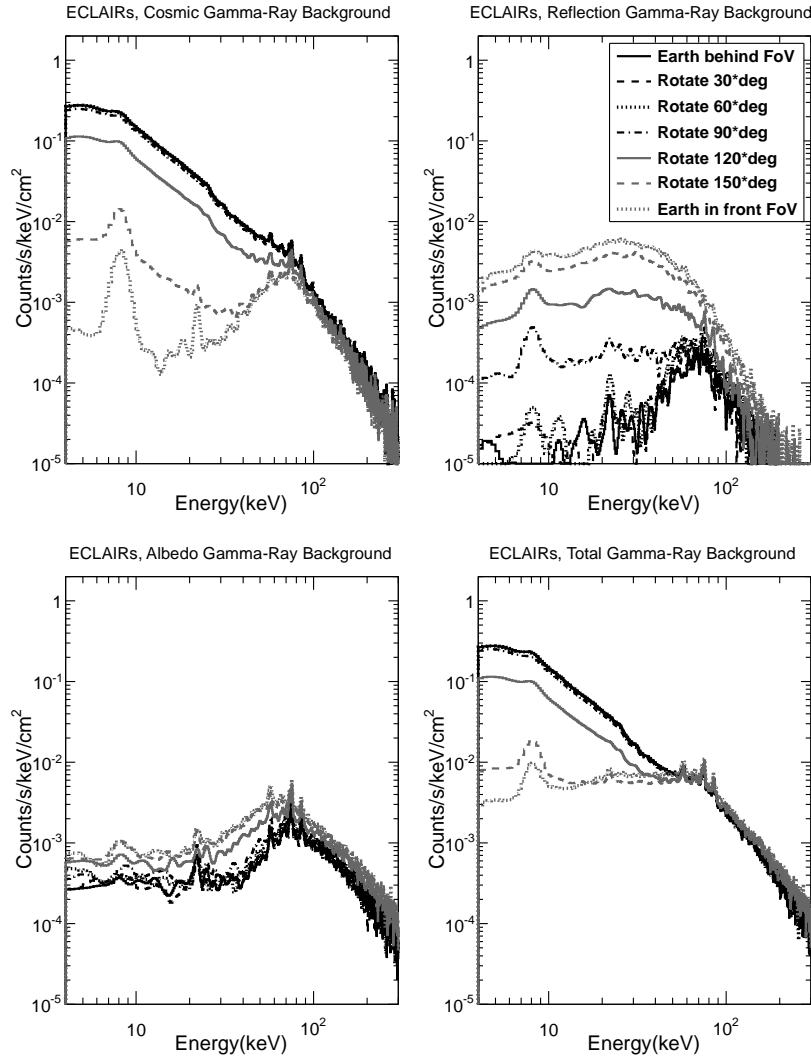 ECLAIRs, Cosmic Gamma-Ray Background
Counts/s/keV/cm²
1
10⁻¹
10⁻²
10⁻³
10⁻⁴
10⁻⁵
10
10²
Energy(keV)
ECLAIRs, Reflection Gamma-Ray Background
Counts/s/keV/cm²
1
10⁻¹
10⁻²
10⁻³
10⁻⁴
10⁻⁵
10
10²
Energy(keV)
Earth behind FoV
Rotate 30*deg
Rotate 60*deg
Rotate 90*deg
Rotate 120*deg
Rotate 150*deg
Earth in front FoV
ECLAIRs, Albedo Gamma-Ray Background
Counts/s/keV/cm²
1
10⁻¹
10⁻²
10⁻³
10⁻⁴
10⁻⁵
10
10²
Energy(keV)
ECLAIRs, Total Gamma-Ray Background
Counts/s/keV/cm²
1
10⁻¹
10⁻²
10⁻³
10⁻⁴
10⁻⁵
10
10²
Energy(keV)